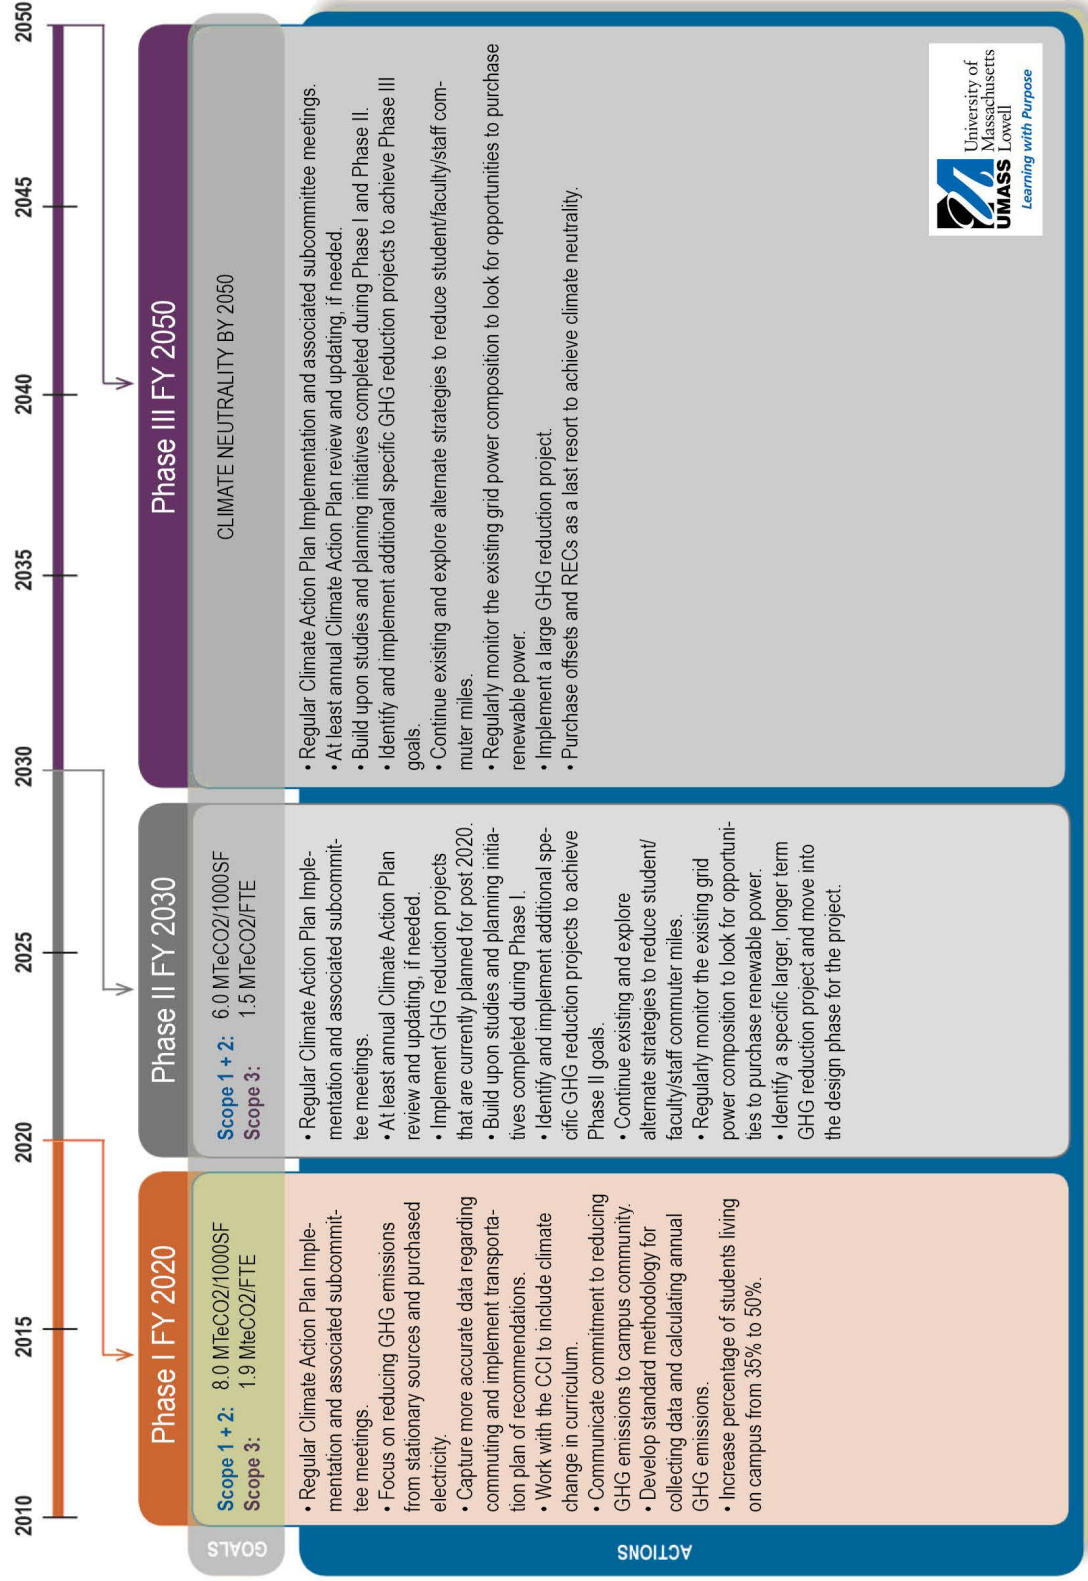 2010
2015
2020
2025
2030
2035
2040
2045
2050
Phase I FY 2020
Phase II FY 2030
Phase III FY 2050
GOALS
Scope 1 + 2: 8.0 MTeCO2/1000SF
Scope 3: 1.9 MteCO2/FTE
Scope 1 + 2: 6.0 MTeCO2/1000SF
Scope 3: 1.5 MTeCO2/FTE
CLIMATE NEUTRALITY BY 2050
ACTIONS
• Regular Climate Action Plan Imple-
mentation and associated subcommit-
tee meetings.
• Focus on reducing GHG emissions
from stationary sources and purchased
electricity.
• Capture more accurate data regarding
commuting and implement transporta-
tion plan of recommendations.
• Work with the CCI to include climate
change in curriculum.
• Communicate commitment to reducing
GHG emissions to campus community.
• Develop standard methodology for
collecting data and calculating annual
GHG emissions.
• Increase percentage of students living
on campus from 35% to 50%.
• Regular Climate Action Plan Imple-
mentation and associated subcommit-
tee meetings.
• At least annual Climate Action Plan
review and updating, if needed.
• Implement GHG reduction projects
that are currently planned for post 2020.
• Build upon studies and planning initia-
tives completed during Phase I.
• Identify and implement additional spe-
cific GHG reduction projects to achieve
Phase II goals.
• Continue existing and explore
alternate strategies to reduce student/
faculty/staff commuter miles.
• Regularly monitor the existing grid
power composition to look for opportuni-
ties to purchase renewable power.
• Identify a specific larger, longer term
GHG reduction project and move into
the design phase for the project.
• Regular Climate Action Plan Implementation and associated subcommittee meetings.
• At least annual Climate Action Plan review and updating, if needed.
• Build upon studies and planning initiatives completed during Phase I and Phase II.
• Identify and implement additional specific GHG reduction projects to achieve Phase III
goals.
• Continue existing and explore alternate strategies to reduce student/faculty/staff com-
muter miles.
• Regularly monitor the existing grid power composition to look for opportunities to purchase
renewable power.
• Implement a large GHG reduction project.
• Purchase offsets and RECs as a last resort to achieve climate neutrality.
UMASS
University of
Massachusetts
Lowell
Learning with Purpose